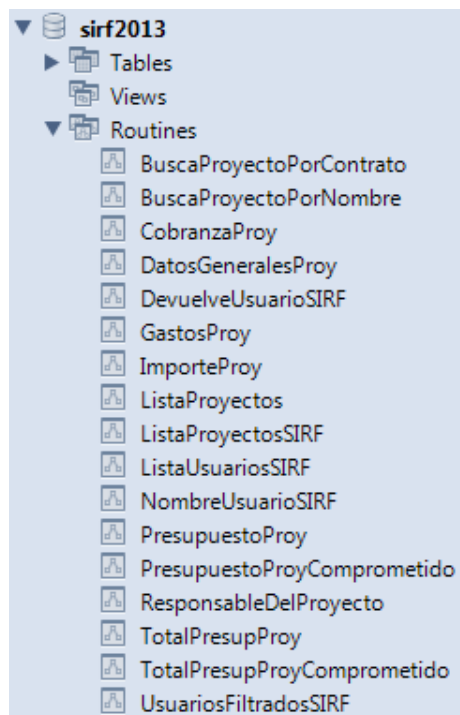 sirf2013
Tables
Views
Routines
BuscaProyectoPorContrato
BuscaProyectoPorNombre
CobranzaProy
DatosGeneralesProy
DevuelveUsuarioSIRF
GastosProy
ImporteProy
ListaProyectos
ListaProyectosSIRF
ListaUsuariosSIRF
NombreUsuarioSIRF
PresupuestoProy
PresupuestoProyComprometido
ResponsableDelProyecto
TotalPresupProy
TotalPresupProyComprometido
UsuariosFiltradosSIRF